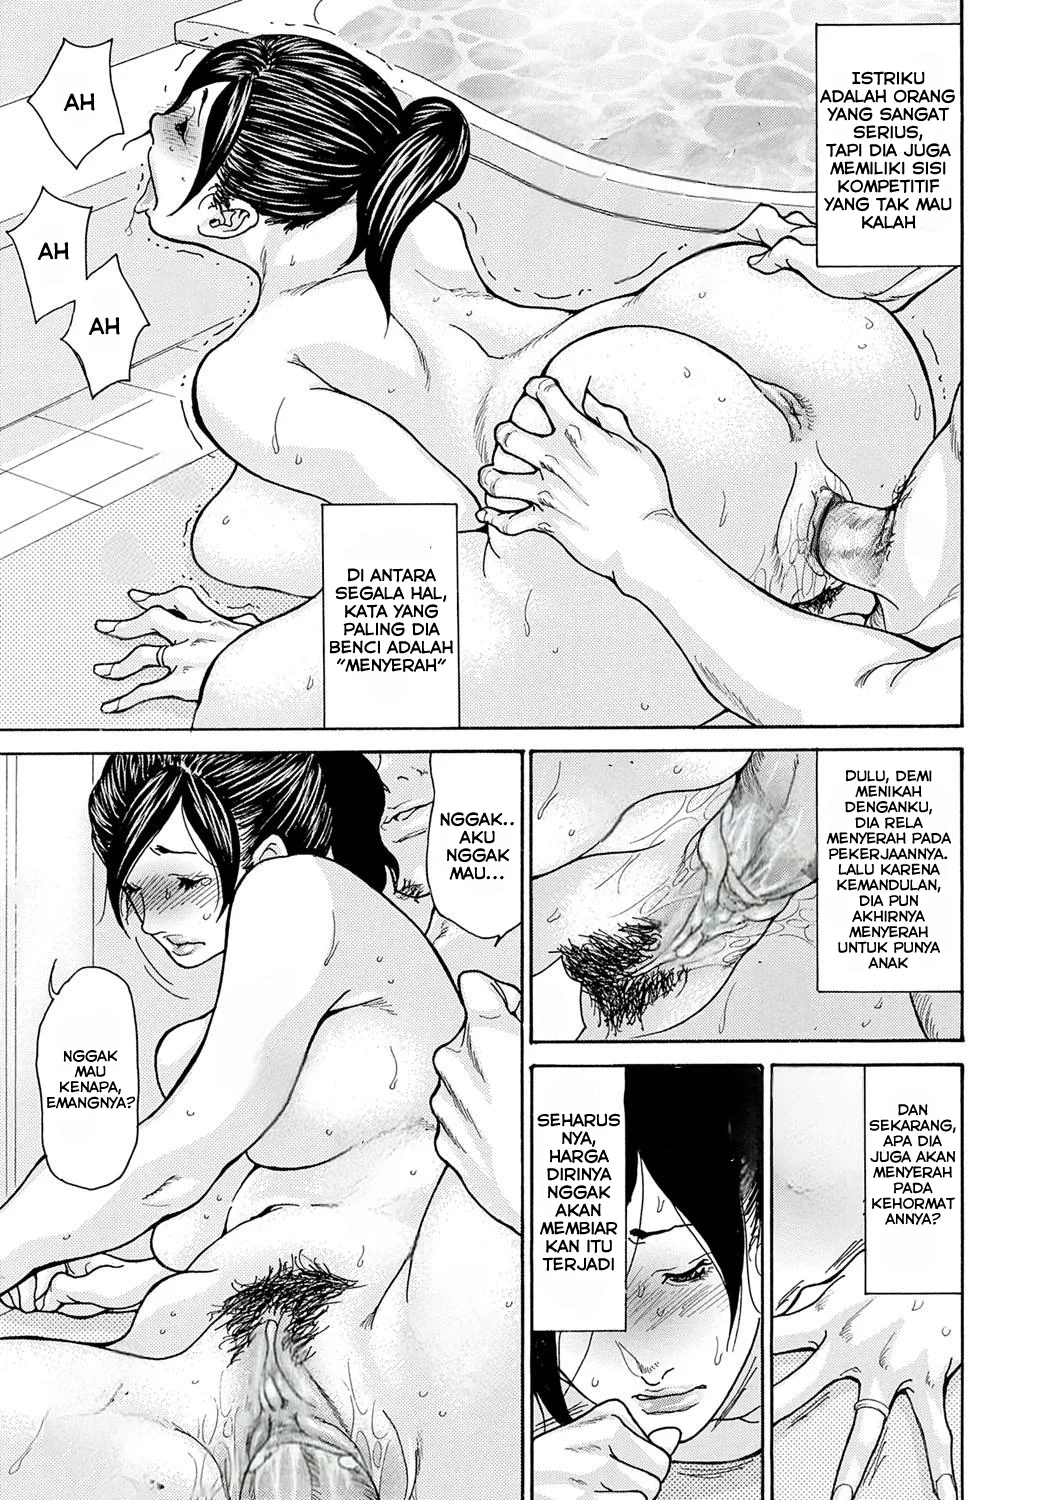 ISTRIKU
ADALAH ORANG
YANG SANGAT
SERIUS,
TAPI DIA JUGA
MEMILIKI SISI
KOMPETITIF
YANG TAK MAU
KALAH
AH
AH
AH
DI ANTARA
SEGALA HAL,
KATA YANG
PALING DIA
BENCI ADALAH
"MENYERAH"
DULU, DEMI
MENIKAH
DENGANKU,
DIA RELA
MENYERAH PADA
PEKERJAANNYA.
LALU KARENA
KEMANDULAN,
DIA PUN
AKHIRNYA
MENYERAH
UNTUK PUNYA
ANAK
NGGAK..
AKU
NGGAK
MAU...
NGGAK
MAU
KENAPA,
EMANGNYA?
DAN
SEKARANG,
APA DIA
JUGA AKAN
MENYERAH
PADA
KEHORMAT
ANNYA?
SEHARUS
NYA,
HARGA
DIRINYA
NGGAK
AKAN
MEMBIAR
KAN ITU
TERJADI